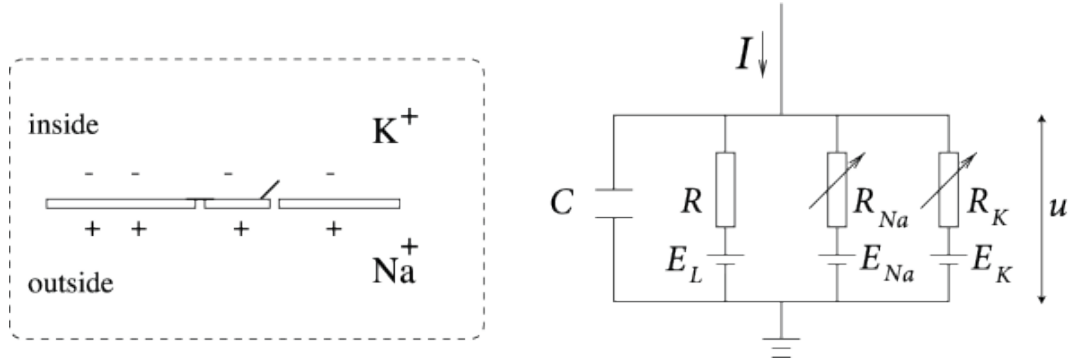 inside
K+
- - - -
+ + + +
Na+
outside
I
C
R
R_Na
R_K
u
E_L
E_Na
E_K